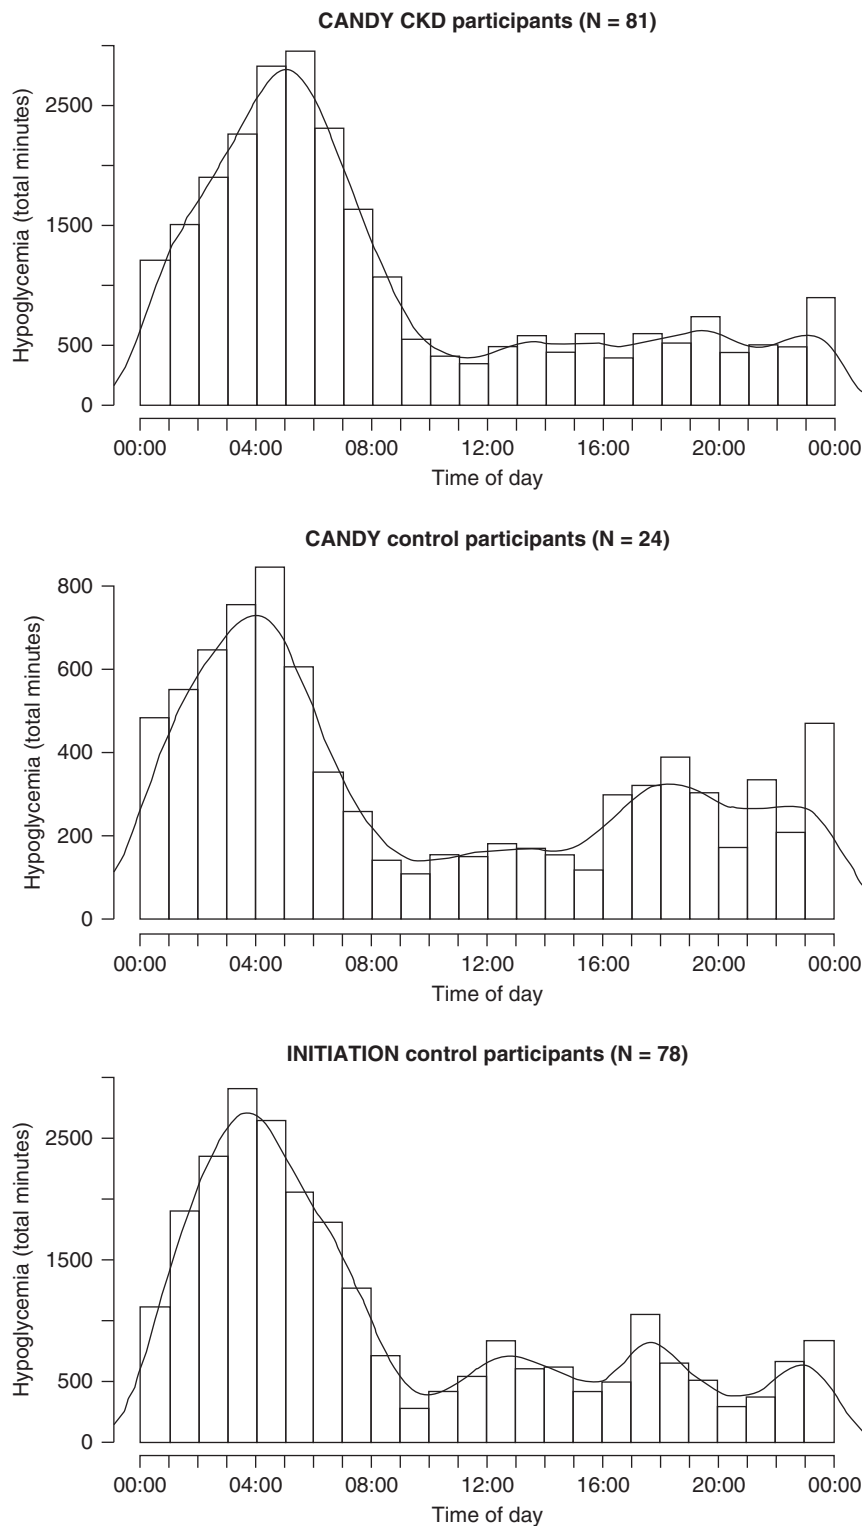 CANDY CKD participants (N = 81)
Hypoglycemia (total minutes)
2500
1500
500
0
00:00 04:00 08:00 12:00 16:00 20:00 00:00
Time of day
CANDY control participants (N = 24)
Hypoglycemia (total minutes)
800
600
400
200
0
00:00 04:00 08:00 12:00 16:00 20:00 00:00
Time of day
INITIATION control participants (N = 78)
Hypoglycemia (total minutes)
2500
1500
500
0
00:00 04:00 08:00 12:00 16:00 20:00 00:00
Time of day